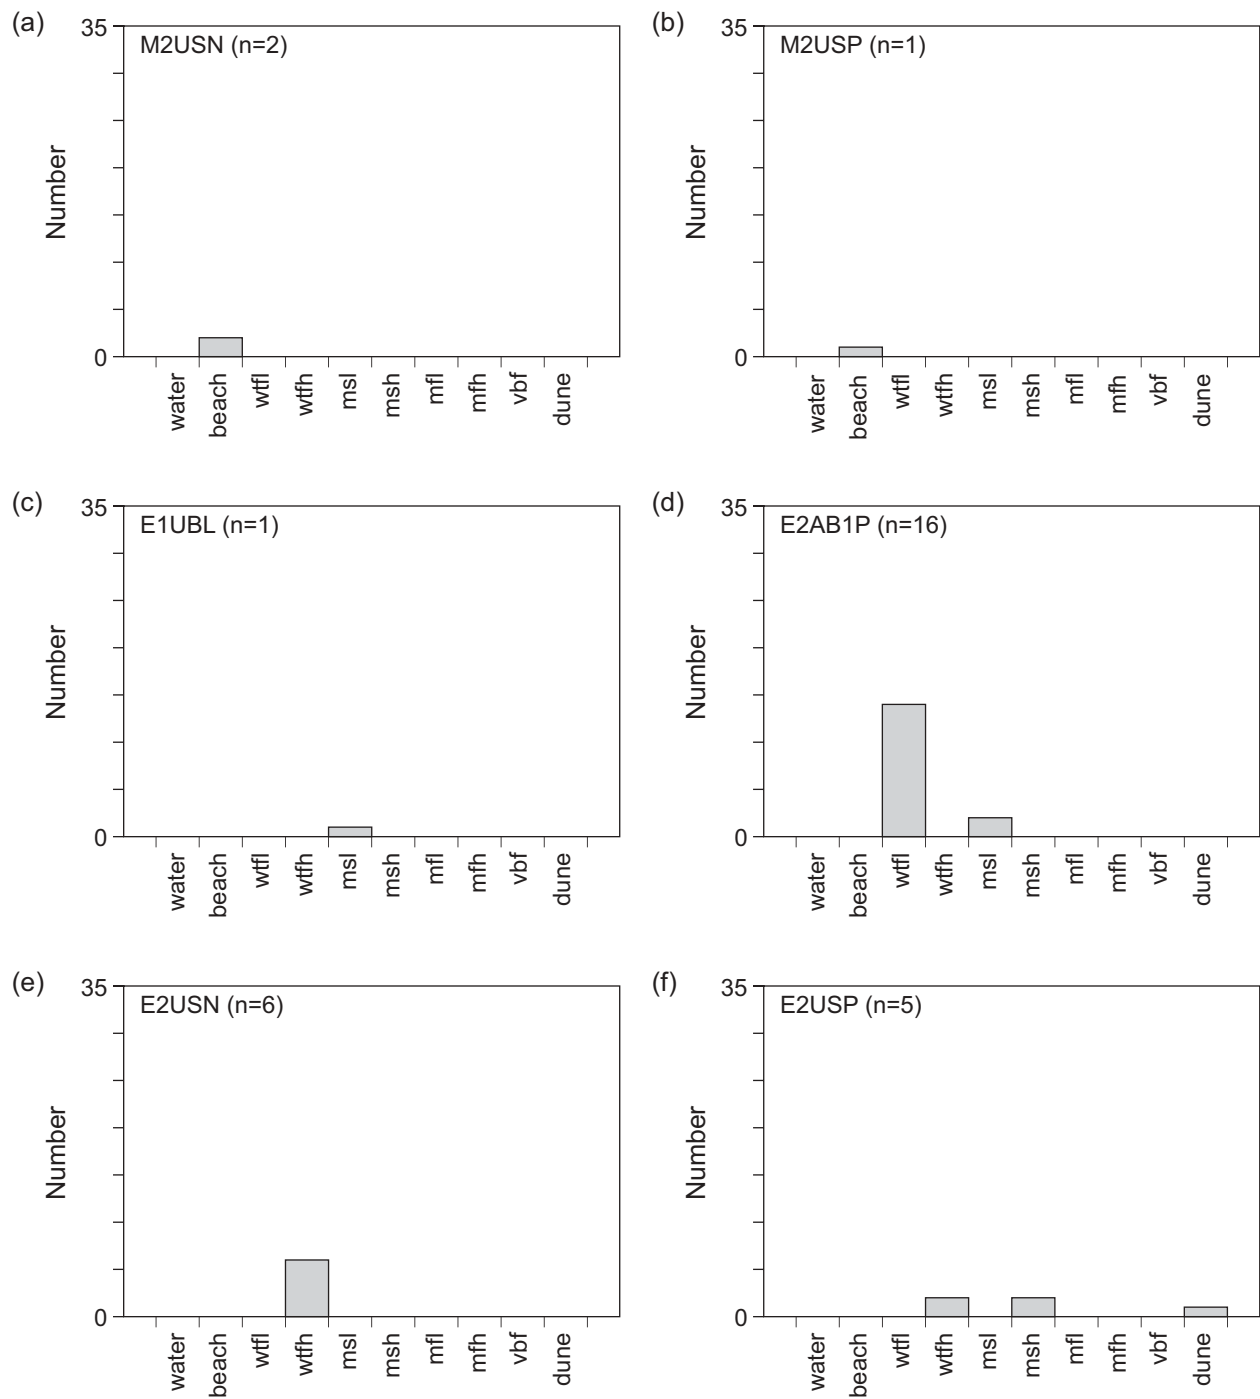 (a)
35
M2USN (n=2)
Number
0
water beach wtfl wtfh msl msh mfl mfh vbf dune
(b)
35
M2USP (n=1)
Number
0
water beach wtfl wtfh msl msh mfl mfh vbf dune
(c)
35
E1UBL (n=1)
Number
0
water beach wtfl wtfh msl msh mfl mfh vbf dune
(d)
35
E2AB1P (n=16)
Number
0
water beach wtfl wtfh msl msh mfl mfh vbf dune
(e)
35
E2USN (n=6)
Number
0
water beach wtfl wtfh msl msh mfl mfh vbf dune
(f)
35
E2USP (n=5)
Number
0
water beach wtfl wtfh msl msh mfl mfh vbf dune